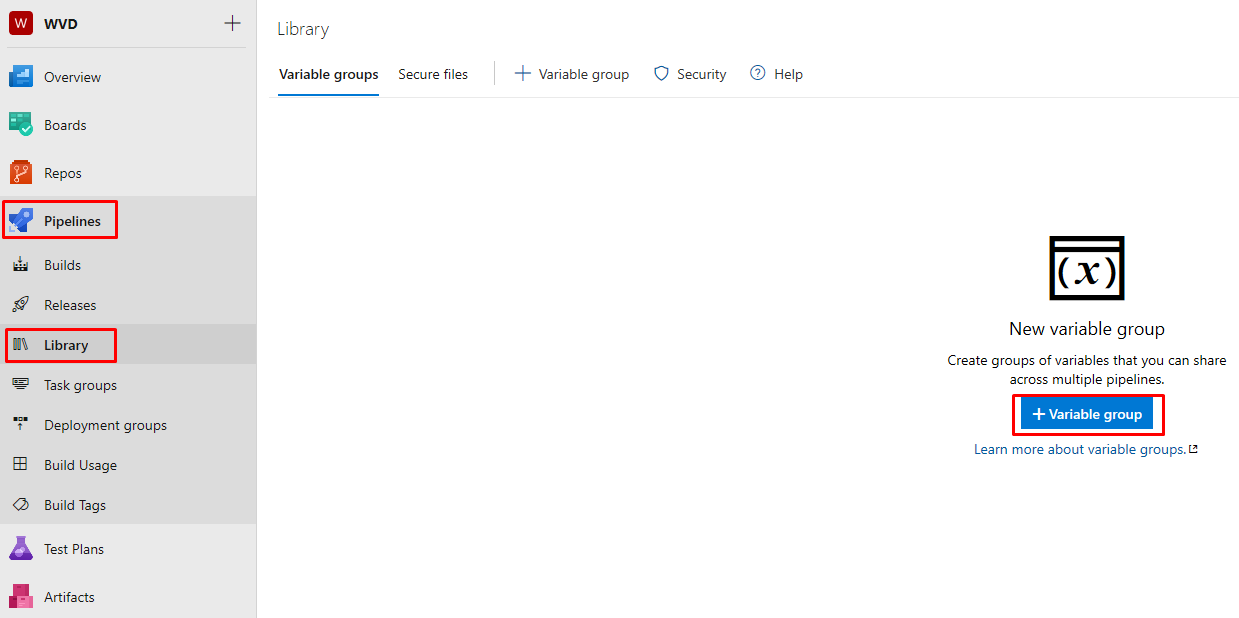 W WVD
Overview
Boards
Repos
Pipelines
Builds
Releases
Library
Task groups
Deployment groups
Build Usage
Build Tags
Test Plans
Artifacts
Library
Variable groups Secure files Variable group Security ? Help
(x)
New variable group
Create groups of variables that you can share
across multiple pipelines.
+ Variable group
Learn more about variable groups.